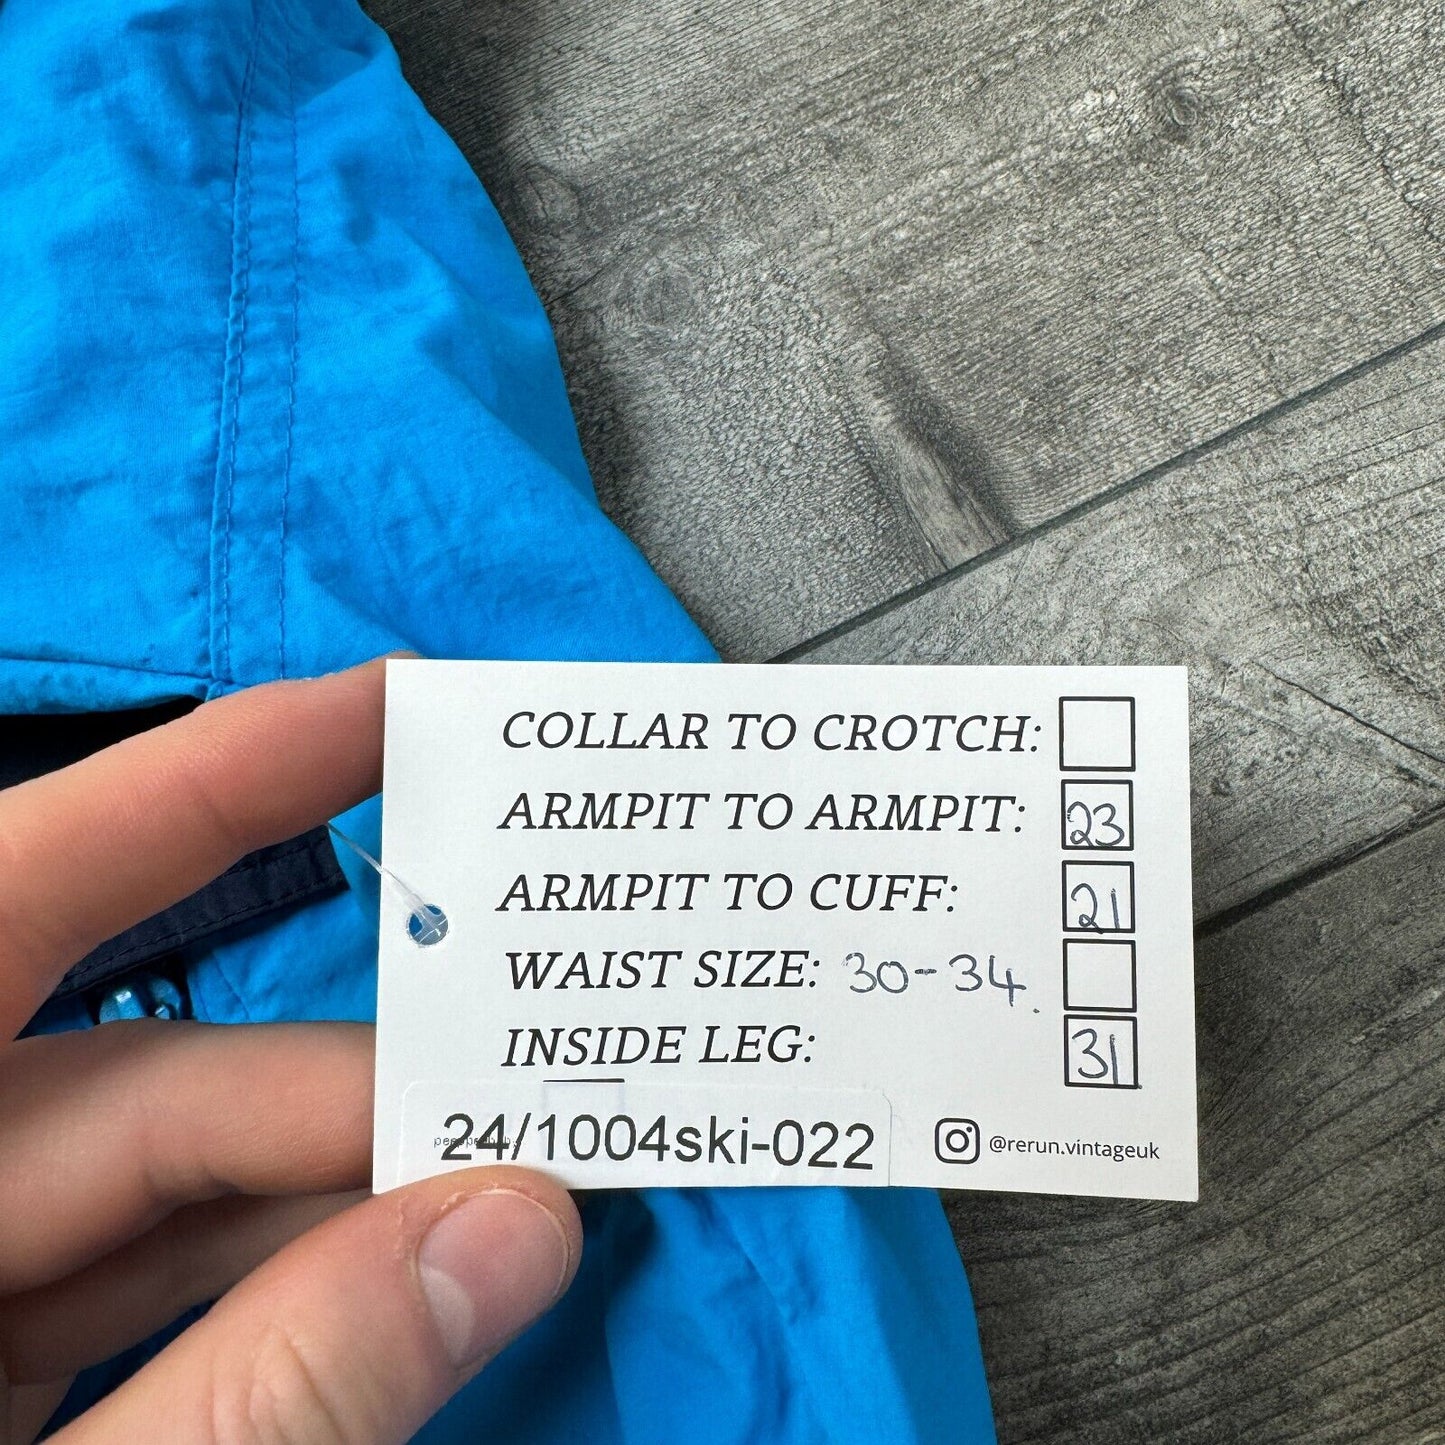 COLLAR TO CROTCH:
ARMPIT TO ARMPIT: 23
ARMPIT TO CUFF: 21
WAIST SIZE: 30-34.
INSIDE LEG: 31
24/1004ski-022
@rerun.vintageuk